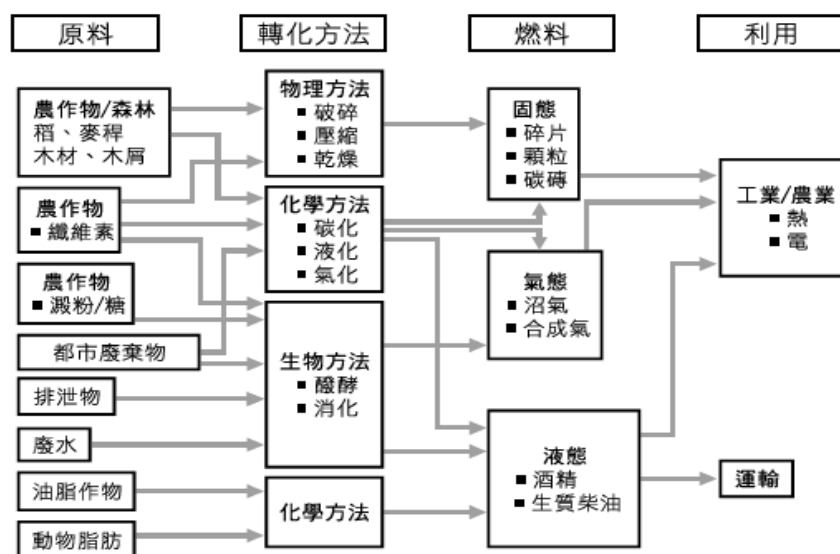 原料
轉化方法
燃料
利用
農作物/森林
稻、麥稈
木材、木屑
農作物
▪ 纖維素
農作物
▪ 澱粉/糖
都市廢棄物
排泄物
廢水
油脂作物
動物脂肪
物理方法
▪ 破碎
▪ 壓縮
▪ 乾燥
化學方法
▪ 碳化
▪ 液化
▪ 氣化
生物方法
▪ 醱酵
▪ 消化
化學方法
固態
▪ 碎片
▪ 顆粒
▪ 碳磚
氣態
▪ 沼氣
▪ 合成氣
液態
▪ 酒精
▪ 生質柴油
工業/農業
▪ 熱
▪ 電
運輸